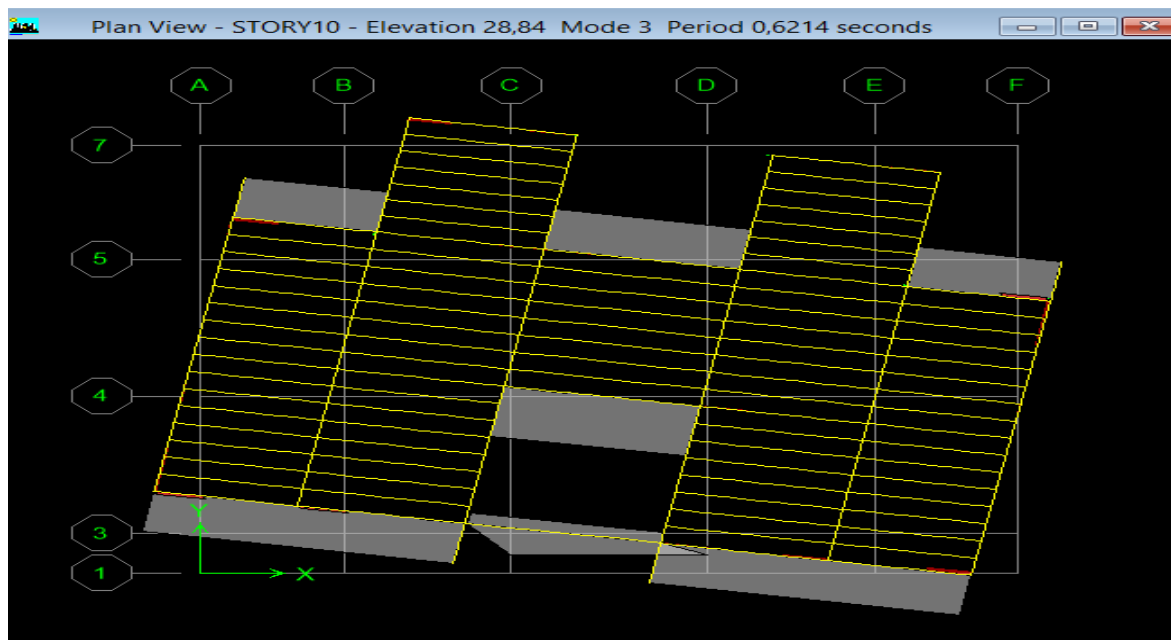 Plan View - STORY10 - Elevation 28,84 Mode 3 Period 0,6214 seconds
A B C D E F
7
5
4
3
1
Y
X